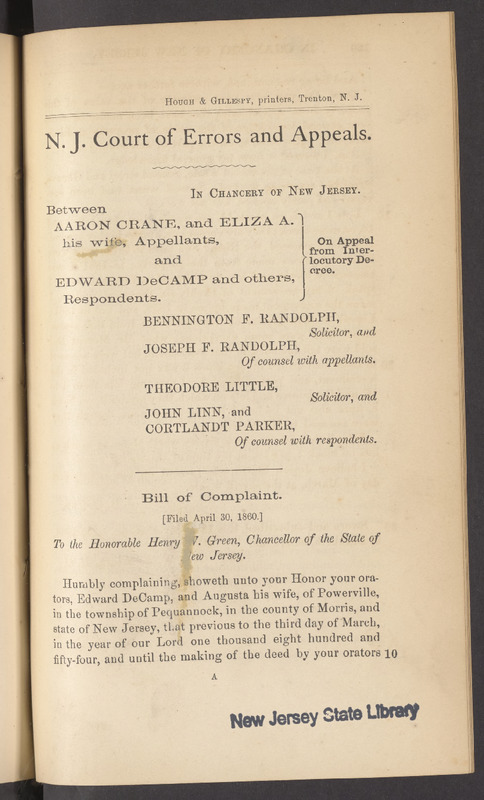 HOUGH & GILLESPY, printers, Trenton, N. J.
N. J. Court of Errors and Appeals.
IN CHANCERY OF NEW JERSEY.
Between
AARON CRANE, and ELIZA A.
his wife, Appellants,
and
EDWARD DeCAMP and others,
Respondents.
On Appeal
from Inter-
locutory De-
cree.
BENNINGTON F. RANDOLPH,
Solicitor, and
JOSEPH F. RANDOLPH,
Of counsel with appellants.
THEODORE LITTLE,
Solicitor, and
JOHN LINN, and
CORTLANDT PARKER,
Of counsel with respondents.
Bill of Complaint.
[Filed April 30, 1860.]
To the Honorable Henry W. Green, Chancellor of the State of
New Jersey.
Humbly complaining, showeth unto your Honor your ora-
tors, Edward DeCamp, and Augusta his wife, of Powerville,
in the township of Pequannock, in the county of Morris, and
state of New Jersey, that previous to the third day of March,
in the year of our Lord one thousand eight hundred and
fifty-four, and until the making of the deed by your orators 10
A
New Jersey State Library